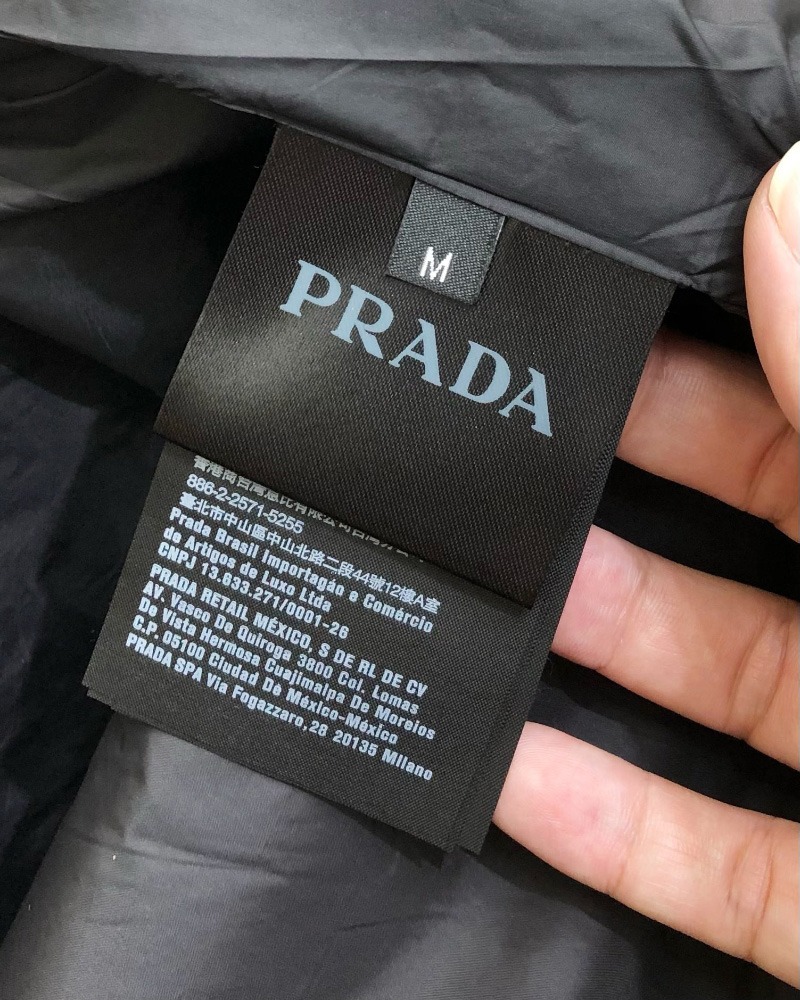 M
PRADA
886-2-2571-5255
臺北市中山區中山北路二段44號12樓A室
Prada Brasil Importagão e Comércio
de Artigos de Luxo Ltda
CNPJ 13.833.271/0001-26
PRADA RETAIL MÉXICO, S DE RL DE CV
AV. Vasco De Quiroga 3800 Col. Lomas
De Vista Hermosa Cuajimalpa De Moreios
C.P. 05100 Ciudad De México-México
PRADA SPA Via Fogazzaro,28 20135 Milano